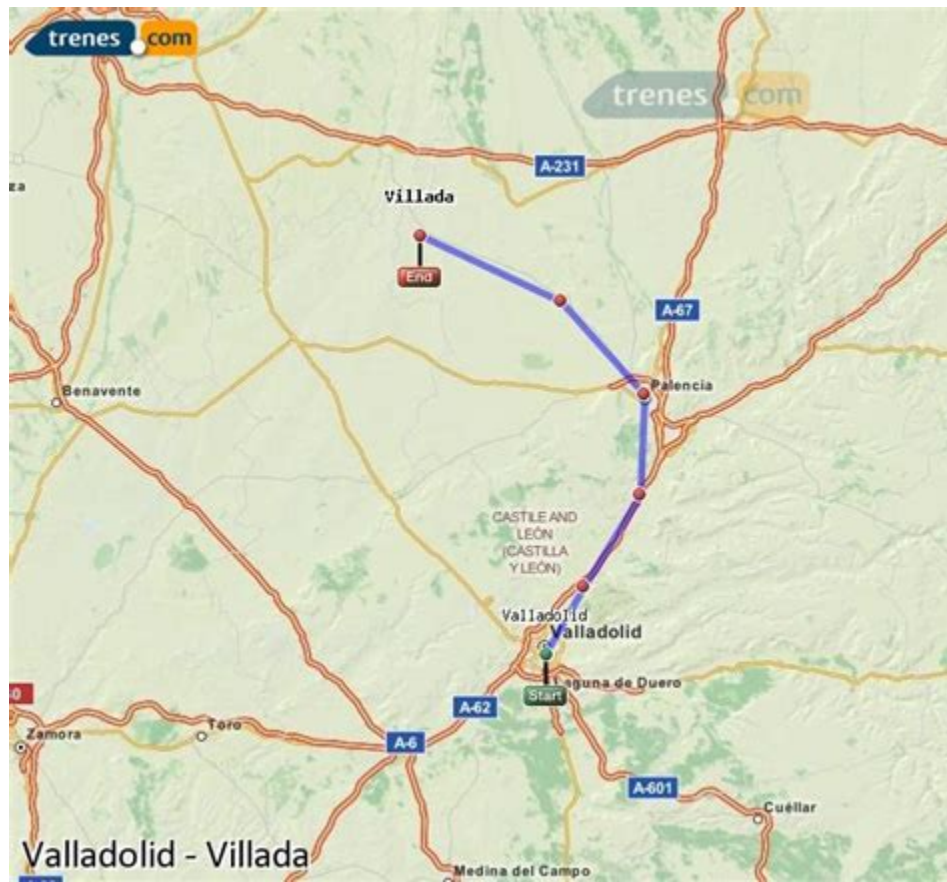 trenes com
trenes com
A-231
za
Villada
End
A-67
Benavente
Palencia
CASTILE AND
LEÓN
(CASTILLA
Y LEÓN)
Valladolid
Valladolid
Laguna de Duero
Start
A-62
Zamora
Toro
A-6
A-601
Cuéllar
Valladolid - Villada
Medina del Campo